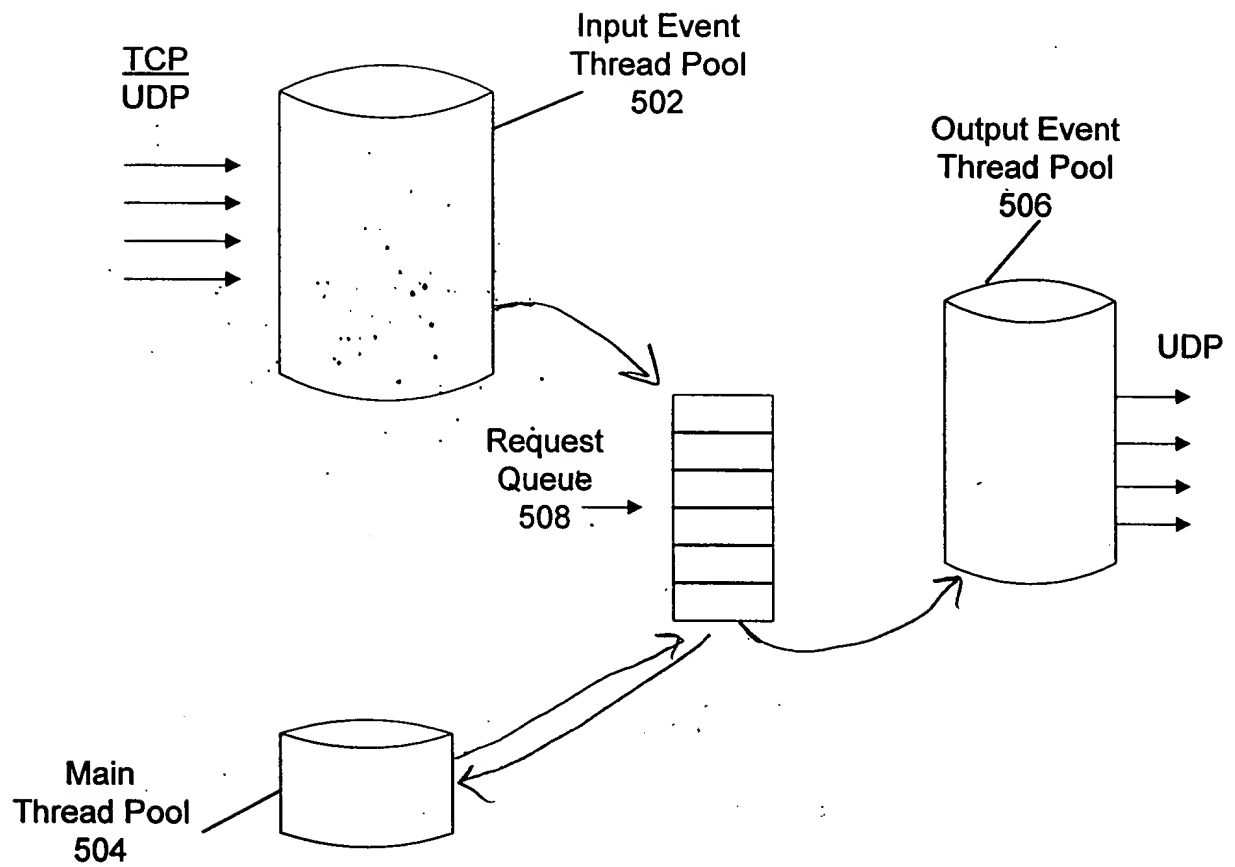 Input Event
Thread Pool
502
TCP
UDP
Output Event
Thread Pool
506
UDP
Request
Queue
508
Main
Thread Pool
504